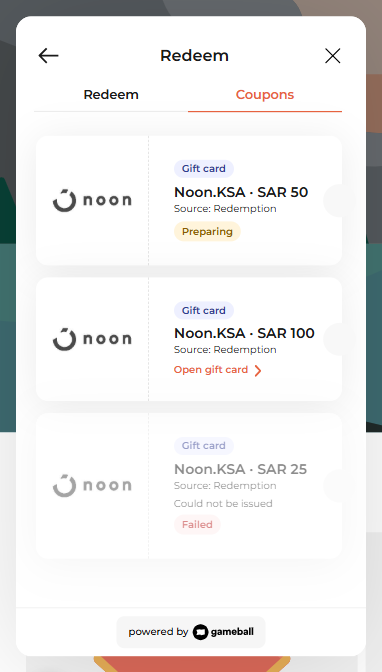 Redeem
Redeem
Coupons
noon
Gift card
Noon.KSA · SAR 50
Source: Redemption
Preparing
noon
Gift card
Noon.KSA · SAR 100
Source: Redemption
Open gift card
noon
Gift card
Noon.KSA · SAR 25
Source: Redemption
Could not be issued
Failed
powered by gameball